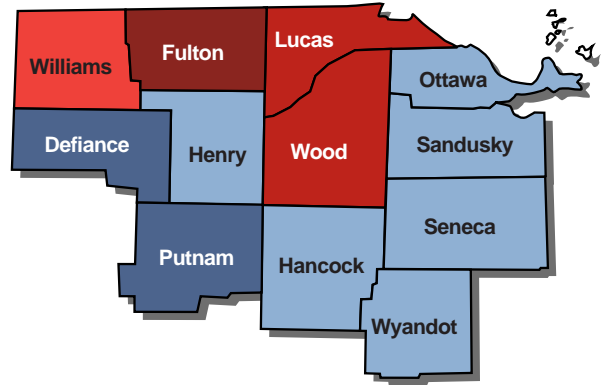 Lucas
Fulton
Williams
Ottawa
Defiance
Henry
Wood
Sandusky
Seneca
Putnam
Hancock
Wyandot